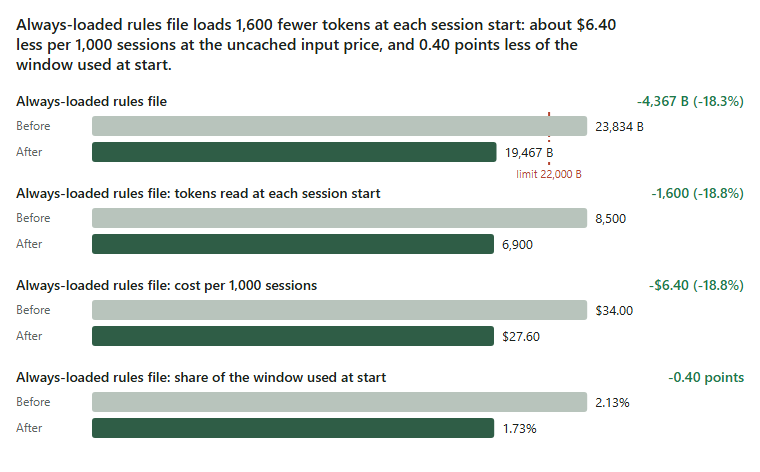 Always-loaded rules file loads 1,600 fewer tokens at each session start: about $6.40
less per 1,000 sessions at the uncached input price, and 0.40 points less of the
window used at start.
Always-loaded rules file
-4,367 B (-18.3%)
Before
23,834 B
After
19,467 B
limit 22,000 B
Always-loaded rules file: tokens read at each session start
-1,600 (-18.8%)
Before
8,500
After
6,900
Always-loaded rules file: cost per 1,000 sessions
-$6.40 (-18.8%)
Before
$34.00
After
$27.60
Always-loaded rules file: share of the window used at start
-0.40 points
Before
2.13%
After
1.73%